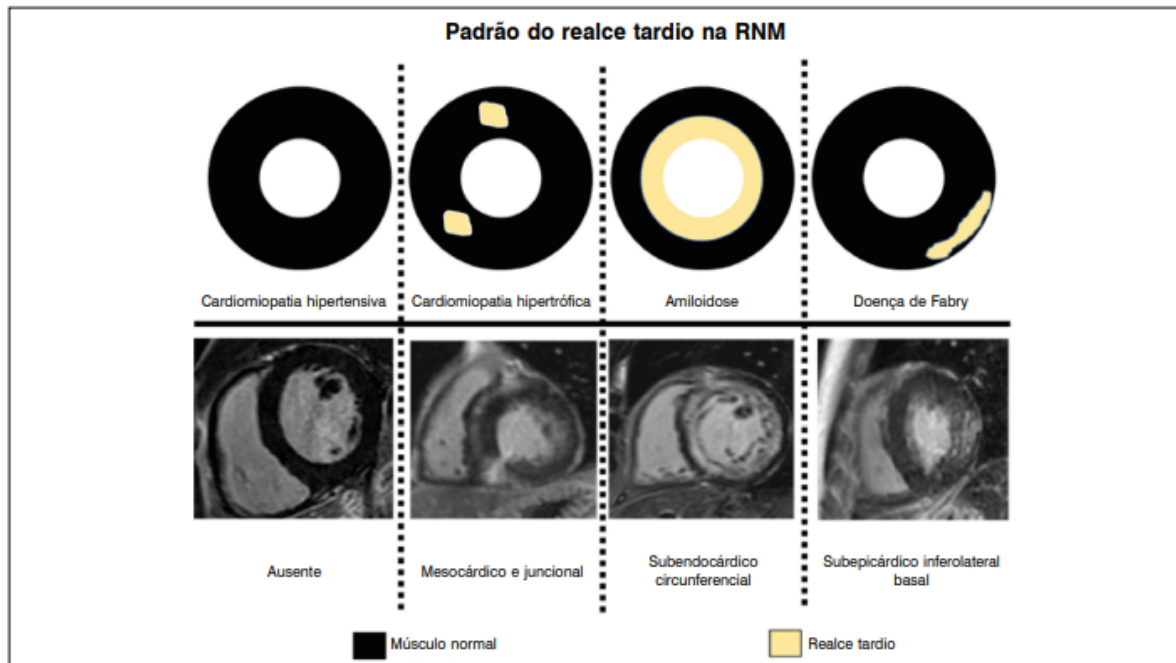 Padrão do realce tardio na RNM
Cardiomiopatia hipertensiva
Cardiomiopatia hipertrófica
Amiloidose
Doença de Fabry
Ausente
Mesocárdico e juncional
Subendocárdico
circunferencial
Subepicárdico inferolateral
basal
Músculo normal
Realce tardio